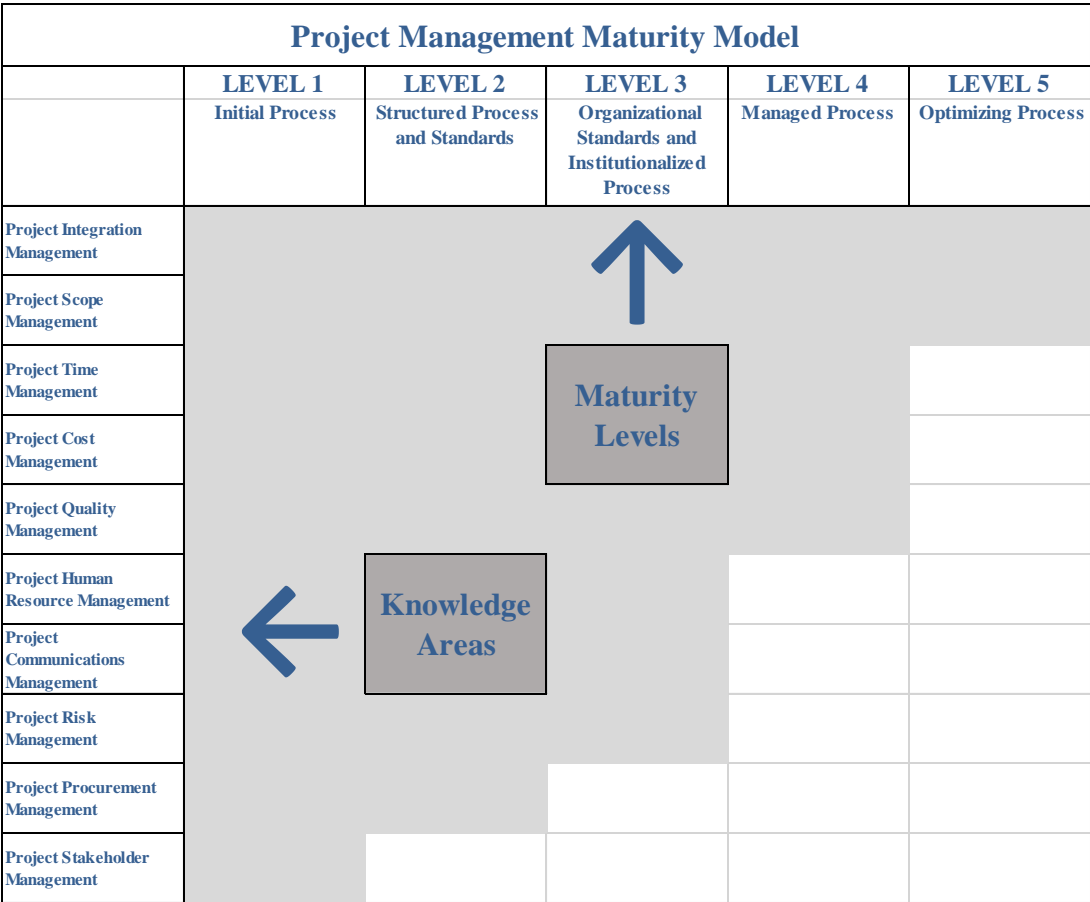 Project Management Maturity Model
LEVEL 1
LEVEL 2
LEVEL 3
LEVEL 4
LEVEL 5
Initial Process
Structured Process
and Standards
Organizational
Standards and
Institutionalized
Process
Managed Process
Optimizing Process
Project Integration
Management
Project Scope
Management
Project Time
Management
Maturity
Levels
Project Cost
Management
Project Quality
Management
Project Human
Resource Management
Knowledge
Areas
Project
Communications
Management
Project Risk
Management
Project Procurement
Management
Project Stakeholder
Management